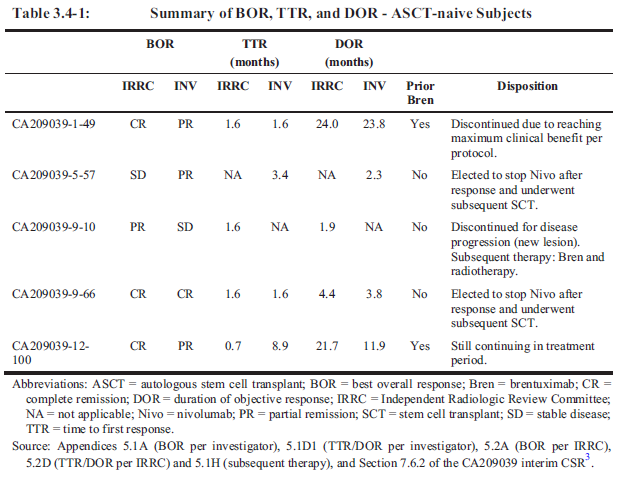 Table 3.4-1: Summary of BOR, TTR, and DOR - ASCT-naive Subjects
BOR TTR (months) DOR (months)
IRRC INV IRRC INV IRRC INV Prior Bren Disposition
CA209039-1-49 CR PR 1.6 1.6 24.0 23.8 Yes Discontinued due to reaching
maximum clinical benefit per
protocol.
CA209039-5-57 SD PR NA 3.4 NA 2.3 No Elected to stop Nivo after
response and underwent
subsequent SCT.
CA209039-9-10 PR SD 1.6 NA 1.9 NA No Discontinued for disease
progression (new lesion).
Subsequent therapy: Bren and
radiotherapy.
CA209039-9-66 CR CR 1.6 1.6 4.4 3.8 No Elected to stop Nivo after
response and underwent
subsequent SCT.
CA209039-12-100 CR PR 0.7 8.9 21.7 11.9 Yes Still continuing in treatment
period.
Abbreviations: ASCT = autologous stem cell transplant; BOR = best overall response; Bren = brentuximab; CR =
complete remission; DOR = duration of objective response; IRRC = Independent Radiologic Review Committee;
NA = not applicable; Nivo = nivolumab; PR = partial remission; SCT = stem cell transplant; SD = stable disease;
TTR = time to first response.
Source: Appendices 5.1A (BOR per investigator), 5.1D1 (TTR/DOR per investigator), 5.2A (BOR per IRRC),
5.2D (TTR/DOR per IRRC) and 5.1H (subsequent therapy), and Section 7.6.2 of the CA209039 interim CSR3.